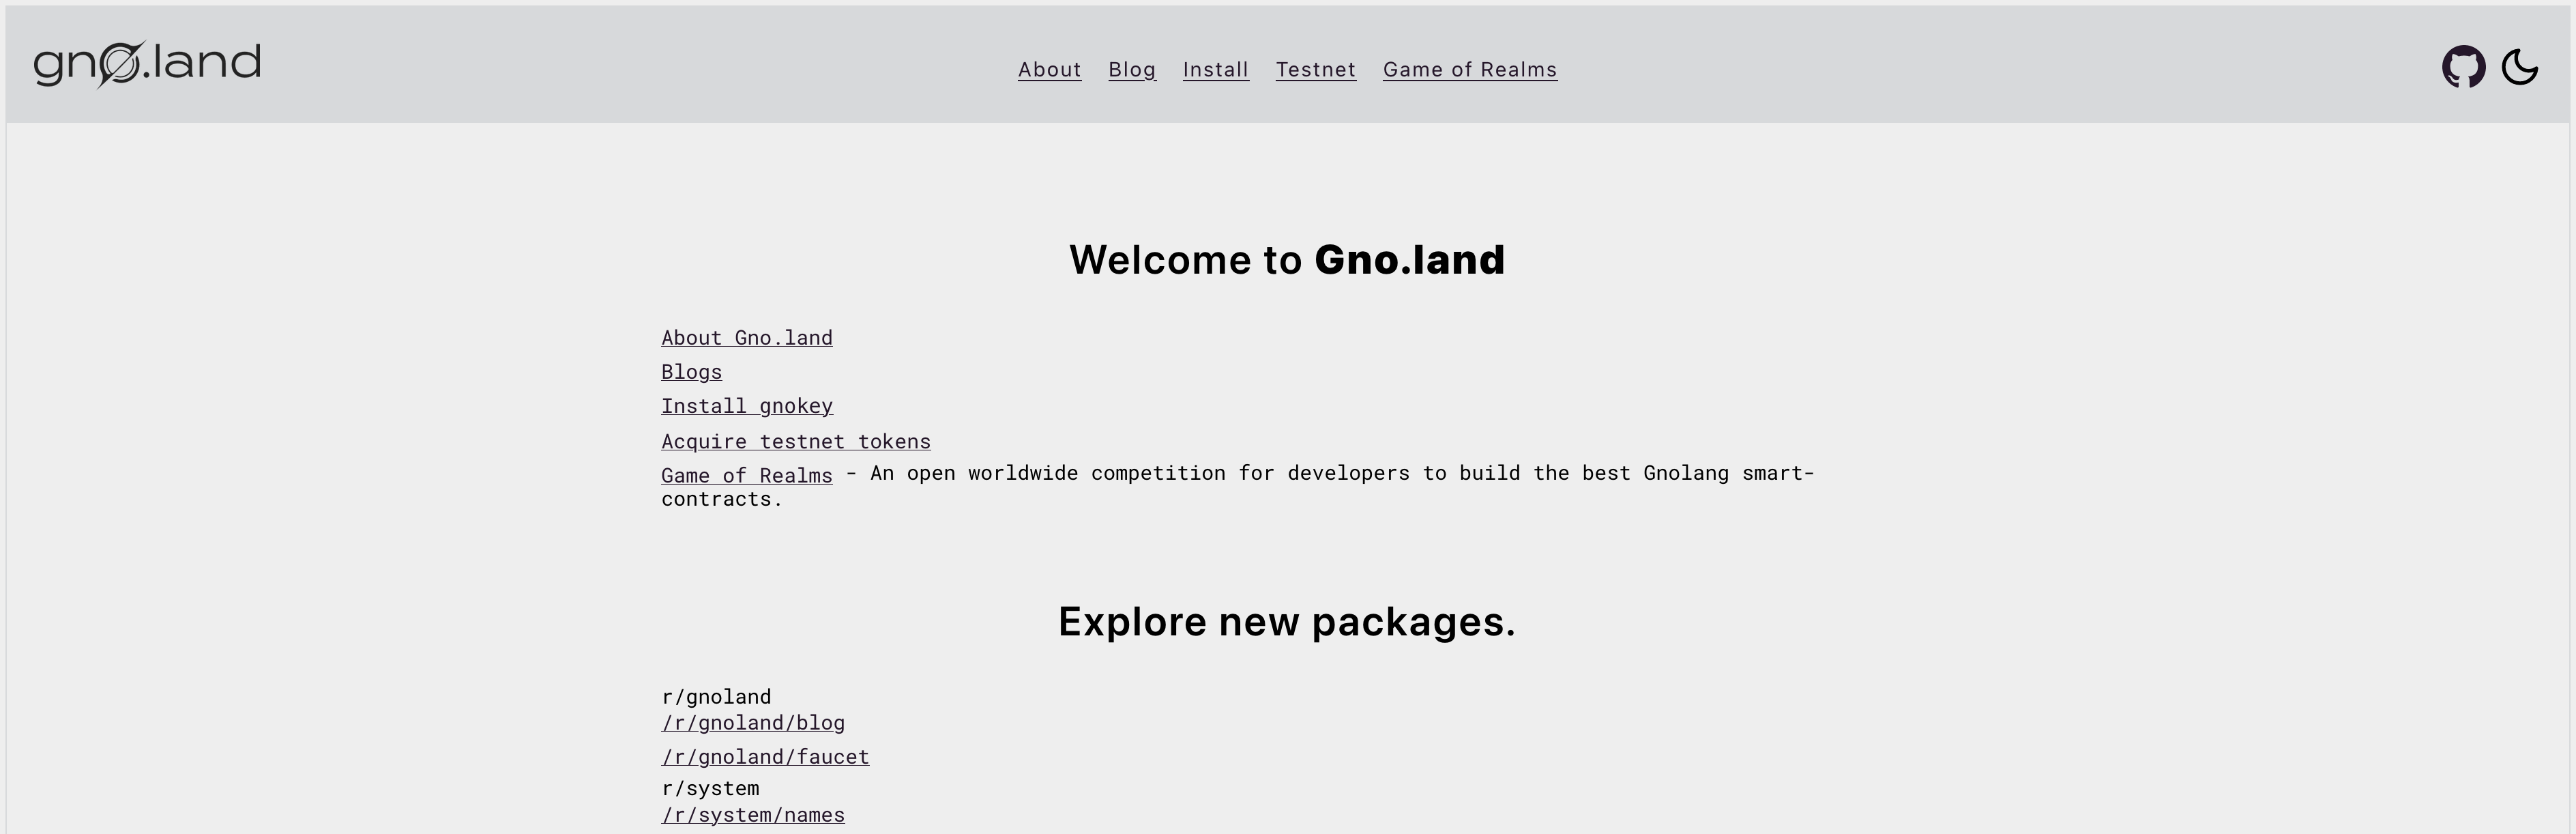 gno.land
About Blog Install Testnet Game of Realms
Welcome to Gno.land
About Gno.land
Blogs
Install gnokey
Acquire testnet tokens
Game of Realms - An open worldwide competition for developers to build the best Gnolang smart-
contracts.
Explore new packages.
r/gnoland
/r/gnoland/blog
/r/gnoland/faucet
r/system
/r/system/names